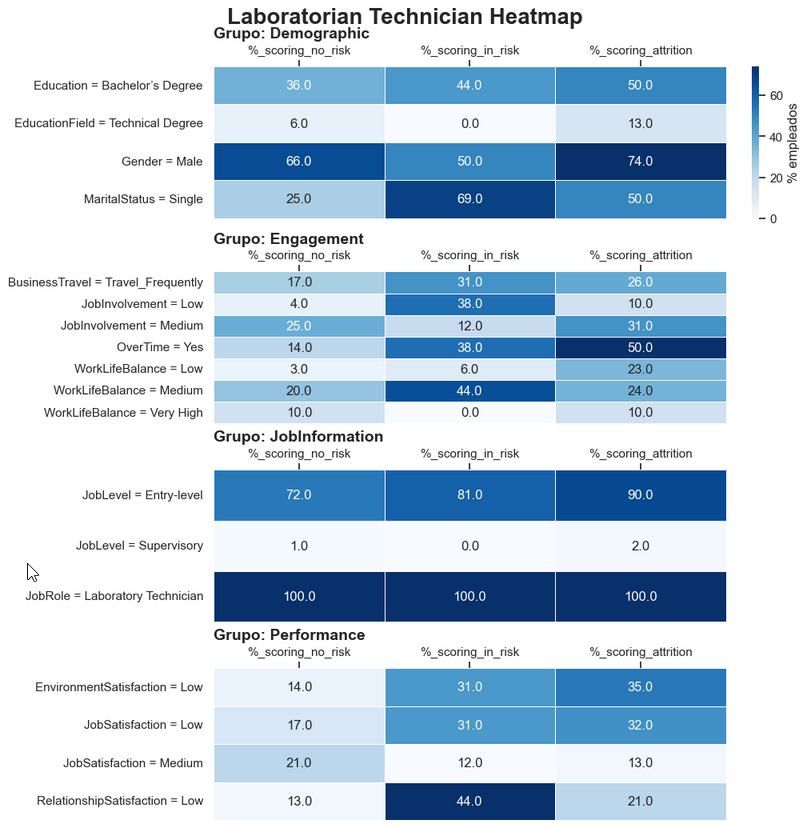 Laboratorian Technician Heatmap
Grupo: Demographic
%_scoring_no_risk %_scoring_in_risk %_scoring_attrition
Education = Bachelor's Degree 36.0 44.0 50.0
EducationField = Technical Degree 6.0 0.0 13.0
Gender = Male 66.0 50.0 74.0
MaritalStatus = Single 25.0 69.0 50.0
60
40
20
0
% empleados
Grupo: Engagement
%_scoring_no_risk %_scoring_in_risk %_scoring_attrition
BusinessTravel = Travel_Frequently 17.0 31.0 26.0
JobInvolvement = Low 4.0 38.0 10.0
JobInvolvement = Medium 25.0 12.0 31.0
OverTime = Yes 14.0 38.0 50.0
WorkLifeBalance = Low 3.0 6.0 23.0
WorkLifeBalance = Medium 20.0 44.0 24.0
WorkLifeBalance = Very High 10.0 0.0 10.0
Grupo: JobInformation
%_scoring_no_risk %_scoring_in_risk %_scoring_attrition
JobLevel = Entry-level 72.0 81.0 90.0
JobLevel = Supervisory 1.0 0.0 2.0
JobRole = Laboratory Technician 100.0 100.0 100.0
Grupo: Performance
%_scoring_no_risk %_scoring_in_risk %_scoring_attrition
EnvironmentSatisfaction = Low 14.0 31.0 35.0
JobSatisfaction = Low 17.0 31.0 32.0
JobSatisfaction = Medium 21.0 12.0 13.0
RelationshipSatisfaction = Low 13.0 44.0 21.0